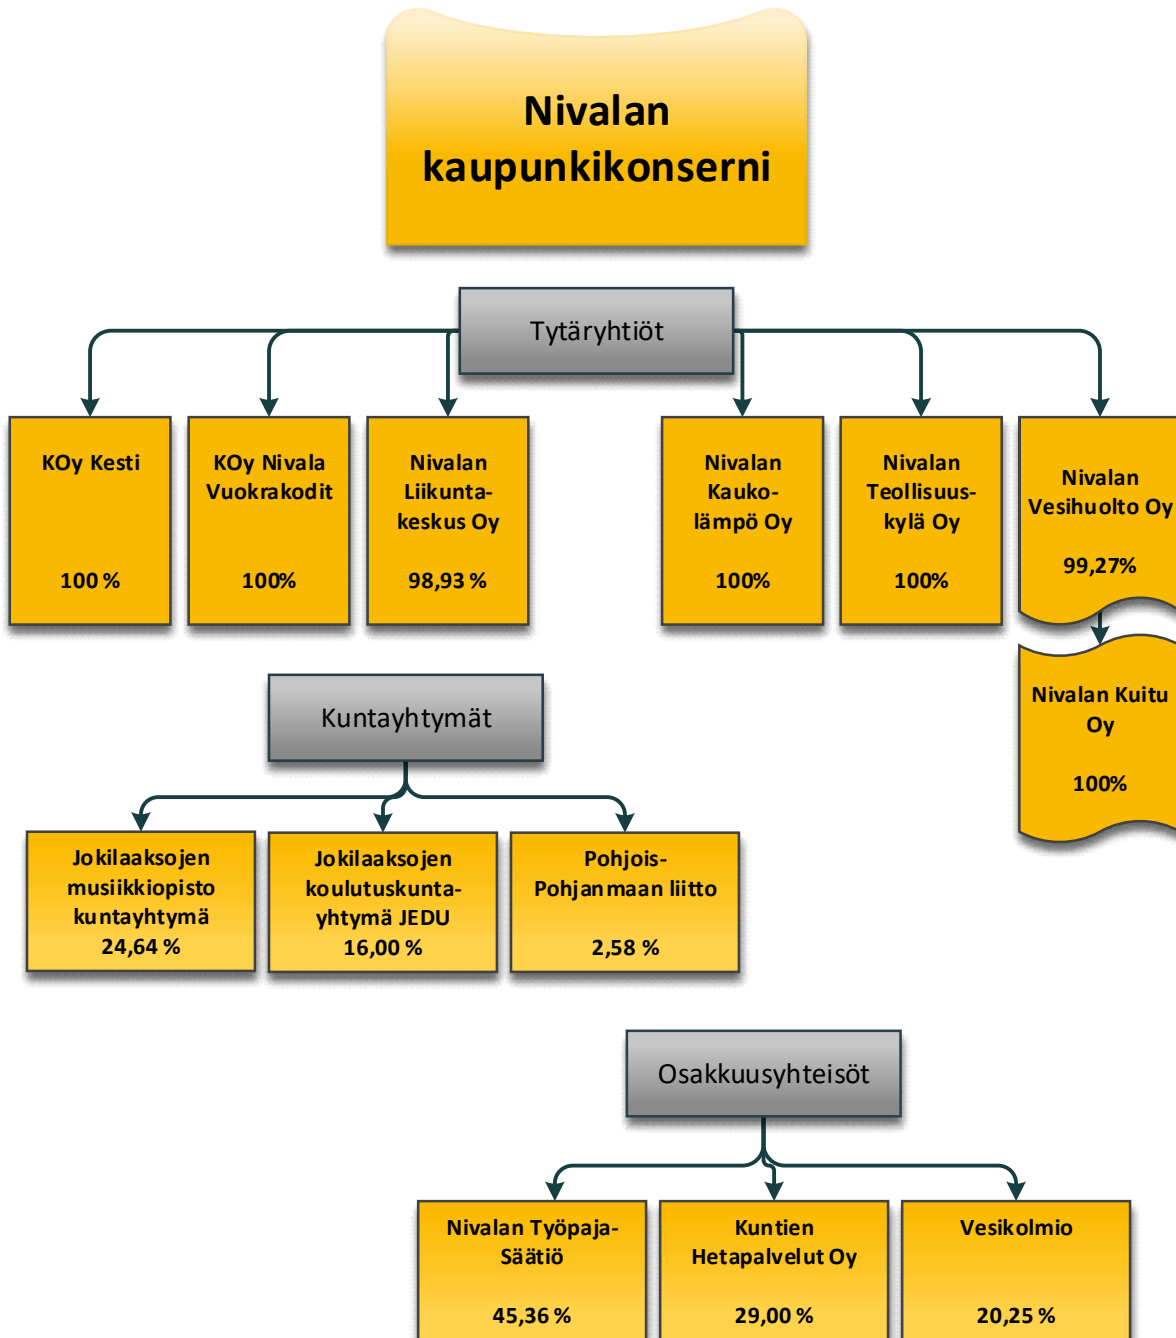 Nivalan
kaupunkikonserni
Tytäryhtiöt
KOy Kesti
100 %
KOy Nivala
Vuokrakodit
100%
Nivalan
Liikunta-
keskus Oy
98,93 %
Nivalan
Kauko-
lämpö Oy
100%
Nivalan
Teollisuus-
kylä Oy
100%
Nivalan
Vesihuolto Oy
99,27%
Nivalan Kuitu
Oy
100%
Kuntayhtymät
Jokilaaksojen
musiikkiopisto
kuntayhtymä
24,64 %
Jokilaaksojen
koulutuskunta-
yhtymä JEDU
16,00 %
Pohjois-
Pohjanmaan liitto
2,58 %
Osakkuusyhteisöt
Nivalan Työpaja-
Säätiö
45,36 %
Kuntien
Hetapalvelut Oy
29,00 %
Vesikolmio
20,25 %